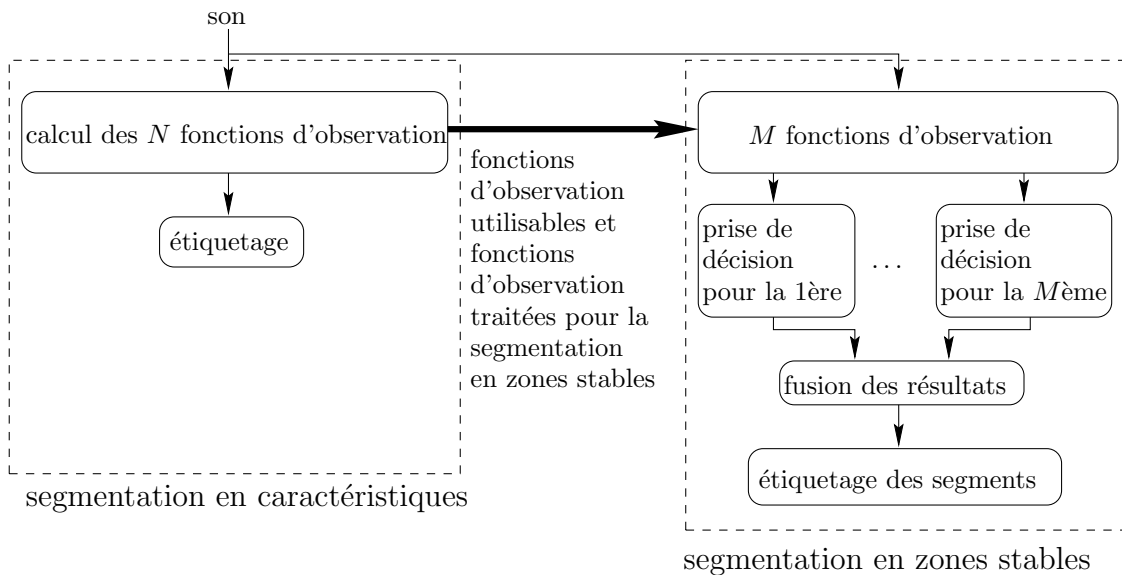 son
calcul des N fonctions d'observation
étiquetage
segmentation en caractéristiques
fonctions
d'observation
utilisables et
fonctions
d'observation
traitées pour la
segmentation
en zones stables
M fonctions d'observation
prise de
décision
pour la 1ère
...
prise de
décision
pour la Mème
fusion des résultats
étiquetage des segments
segmentation en zones stables